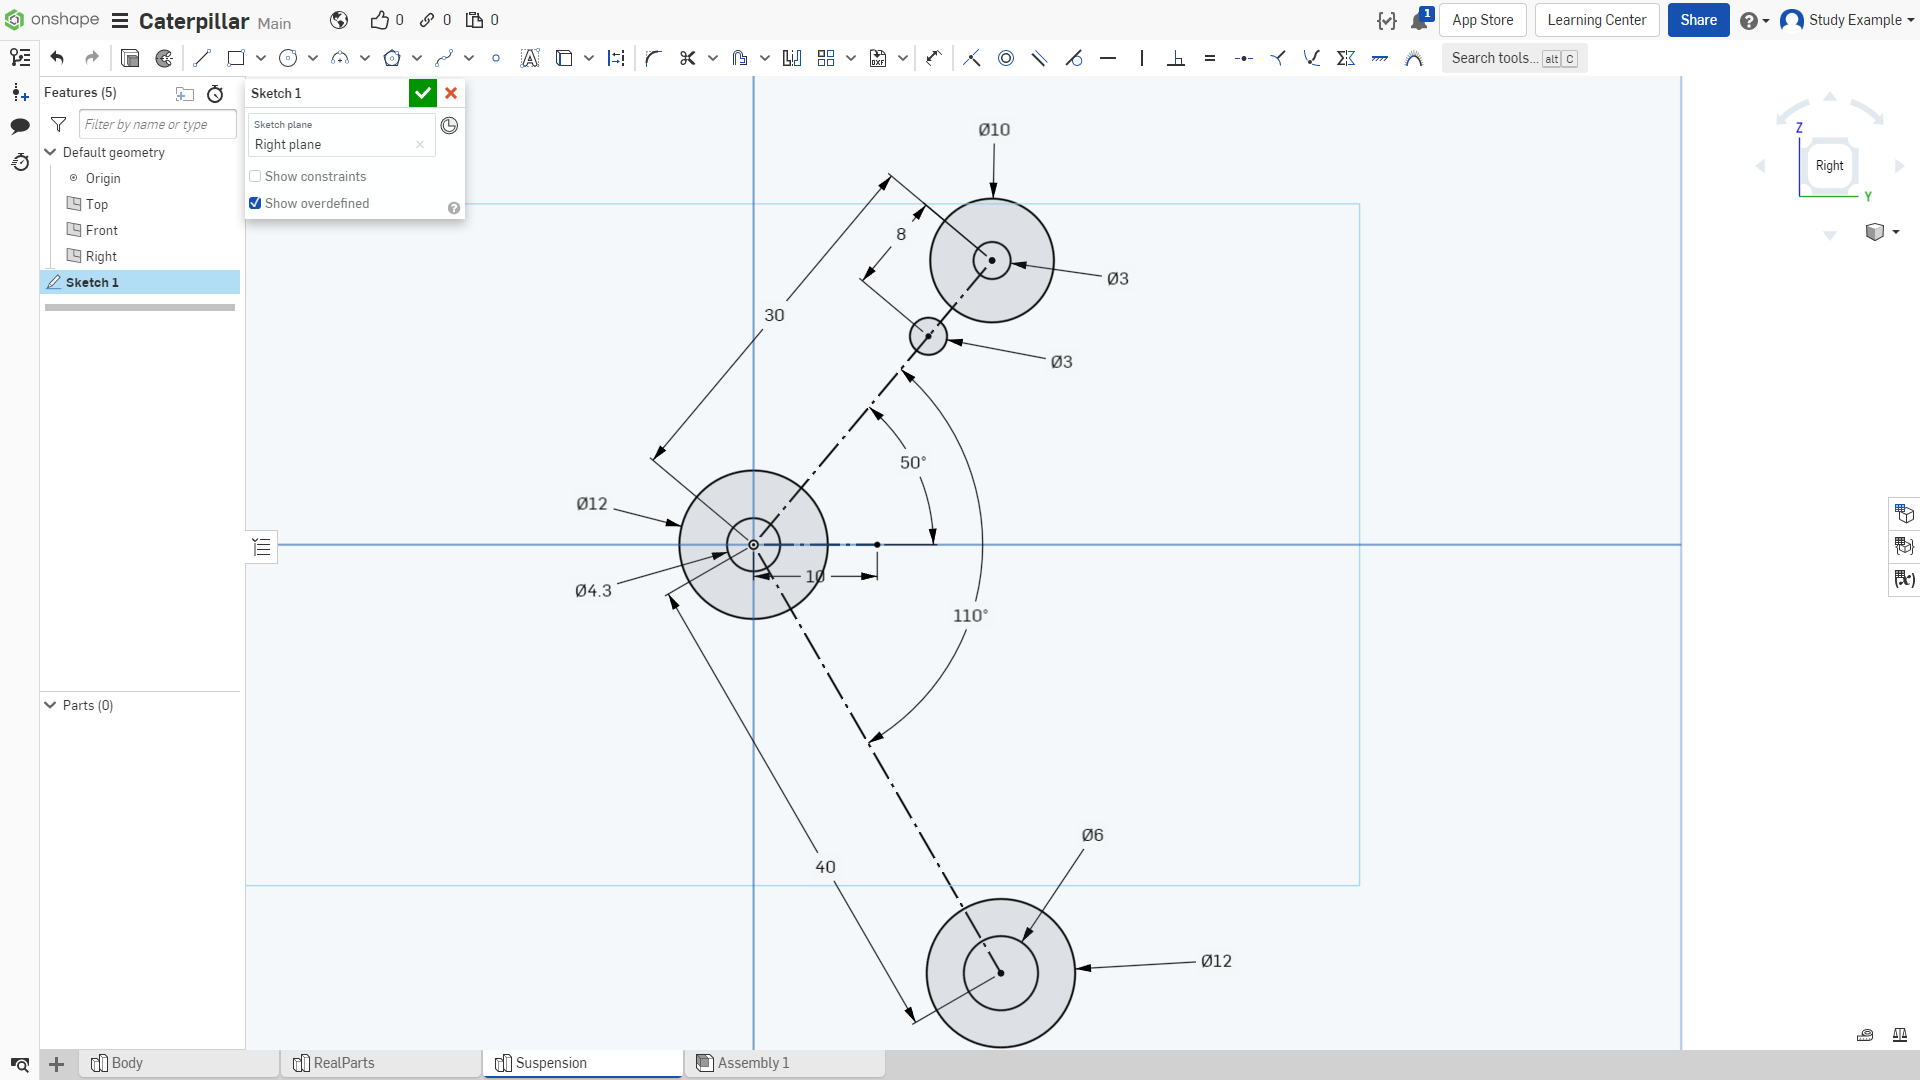 onshape Caterpillar Main 0 0 0 1 App Store Learning Center Share Study Example
Search tools... alt C
Features (5)
Filter by name or type
Default geometry
Origin
Top
Front
Right
Sketch 1
Parts (0)
Sketch 1
Sketch plane
Right plane
Show constraints
Show overdefined
Ø10
8
Ø3
30
Ø3
50°
Ø12
10
Ø4.3
110°
Ø6
40
Ø12
Z
Right
Y
(x)
Body RealParts Suspension Assembly 1